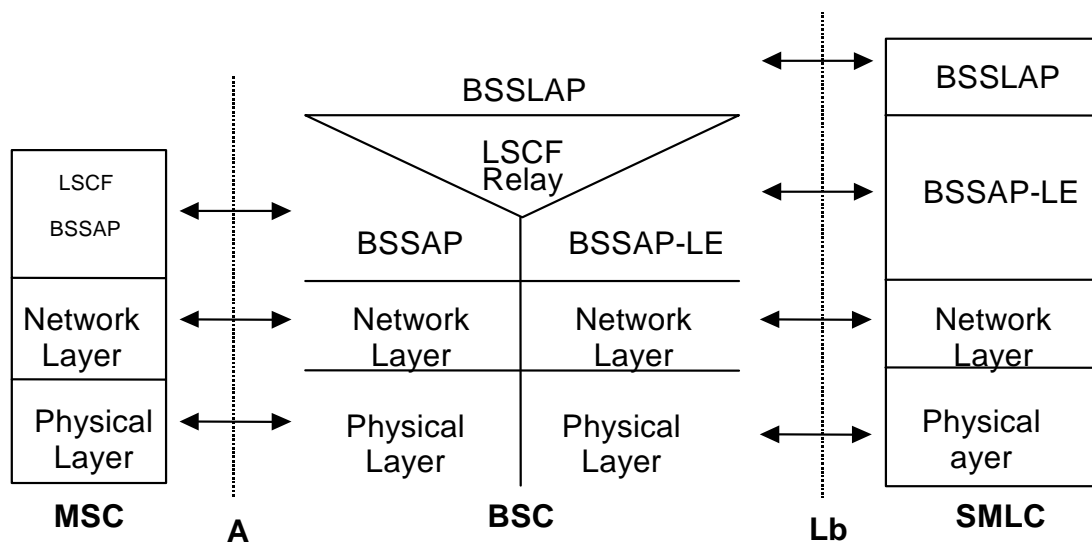 BSSLAP
LSCF
Relay
BSSAP
BSSAP-LE
Network
Layer
Network
Layer
Physical
Layer
Physical
Layer
BSC
LSCF
BSSAP
Network
Layer
Physical
Layer
MSC
A
BSSLAP
BSSAP-LE
Network
Layer
Physical
ayer
SMLC
Lb